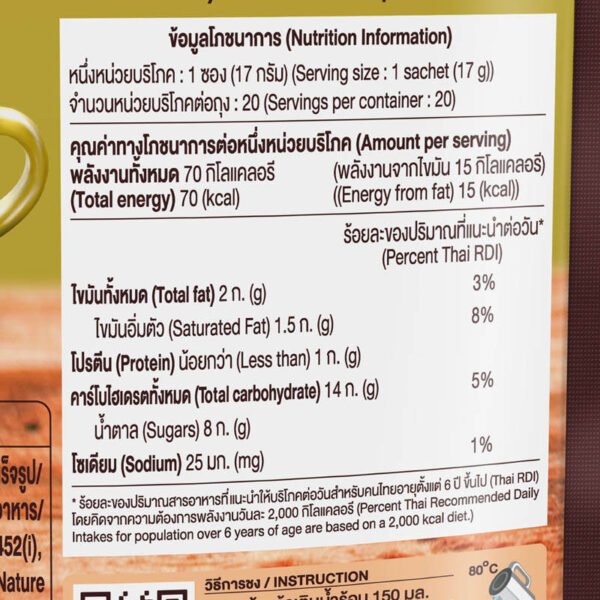 ข้อมูลโภชนาการ (Nutrition Information)
หนึ่งหน่วยบริโภค : 1 ซอง (17 กรัม) (Serving size : 1 sachet (17 g))
จำนวนหน่วยบริโภคต่อถุง : 20 (Servings per container : 20)
คุณค่าทางโภชนาการต่อหนึ่งหน่วยบริโภค (Amount per serving)
พลังงานทั้งหมด 70 กิโลแคลอรี (พลังงานจากไขมัน 15 กิโลแคลอรี)
(Total energy) 70 (kcal) ((Energy from fat) 15 (kcal))
ร้อยละของปริมาณที่แนะนำต่อวัน*
(Percent Thai RDI)
ไขมันทั้งหมด (Total fat) 2 ก. (g) 3%
ไขมันอิ่มตัว (Saturated Fat) 1.5 ก. (g) 8%
โปรตีน (Protein) น้อยกว่า (Less than) 1 ก. (g)
คาร์โบไฮเดรตทั้งหมด (Total carbohydrate) 14 ก. (g) 5%
น้ำตาล (Sugars) 8 ก. (g)
โซเดียม (Sodium) 25 มก. (mg) 1%
* ร้อยละของปริมาณสารอาหารที่แนะนำให้บริโภคต่อวันสำหรับคนไทยอายุตั้งแต่ 6 ปี ขึ้นไป (Thai RDI)
โดยคิดจากความต้องการพลังงานวันละ 2,000 กิโลแคลอรี (Percent Thai Recommended Daily
Intakes for population over 6 years of age are based on a 2,000 kcal diet.)
452(i),
Nature
วิธีการชง / INSTRUCTION
80°C
150 มล.